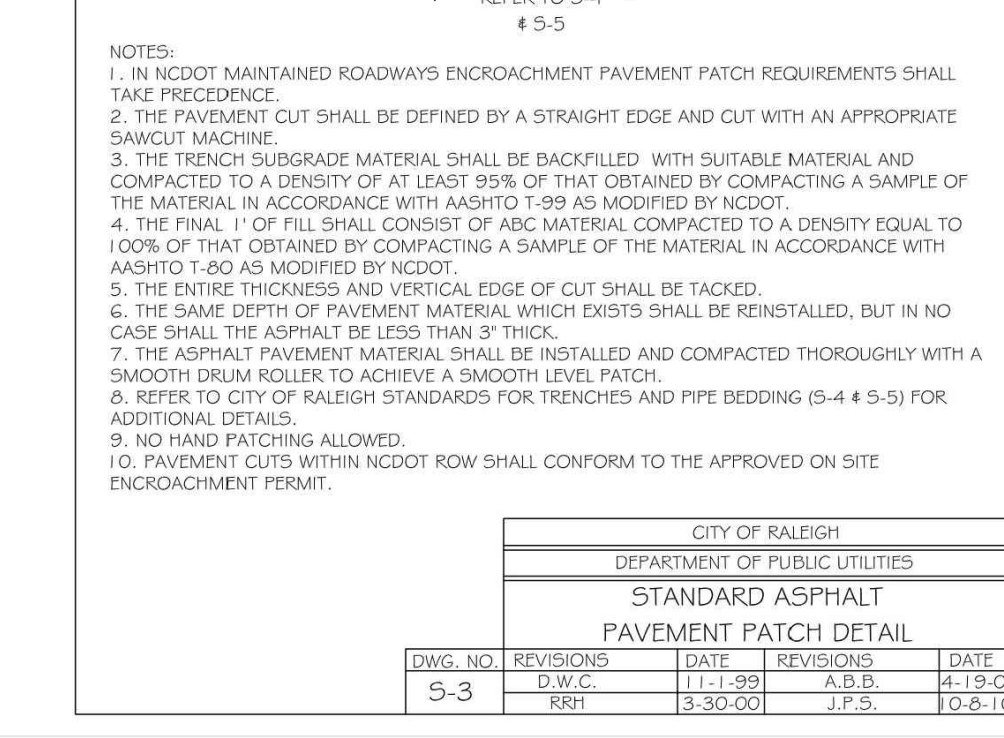 REFER TO S-4
& S-5
NOTES:
1. IN NCDOT MAINTAINED ROADWAYS ENCROACHMENT PAVEMENT PATCH REQUIREMENTS SHALL
TAKE PRECEDENCE.
2. THE PAVEMENT CUT SHALL BE DEFINED BY A STRAIGHT EDGE AND CUT WITH AN APPROPRIATE
SAWCUT MACHINE.
3. THE TRENCH SUBGRADE MATERIAL SHALL BE BACKFILLED WITH SUITABLE MATERIAL AND
COMPACTED TO A DENSITY OF AT LEAST 95% OF THAT OBTAINED BY COMPACTING A SAMPLE OF
THE MATERIAL IN ACCORDANCE WITH AASHTO T-99 AS MODIFIED BY NCDOT.
4. THE FINAL 1' OF FILL SHALL CONSIST OF ABC MATERIAL COMPACTED TO A DENSITY EQUAL TO
100% OF THAT OBTAINED BY COMPACTING A SAMPLE OF THE MATERIAL IN ACCORDANCE WITH
AASHTO T-80 AS MODIFIED BY NCDOT.
5. THE ENTIRE THICKNESS AND VERTICAL EDGE OF CUT SHALL BE TACKED.
6. THE SAME DEPTH OF PAVEMENT MATERIAL WHICH EXISTS SHALL BE REINSTALLED, BUT IN NO
CASE SHALL THE ASPHALT BE LESS THAN 3" THICK.
7. THE ASPHALT PAVEMENT MATERIAL SHALL BE INSTALLED AND COMPACTED THOROUGHLY WITH A
SMOOTH DRUM ROLLER TO ACHIEVE A SMOOTH LEVEL PATCH.
8. REFER TO CITY OF RALEIGH STANDARDS FOR TRENCHES AND PIPE BEDDING (S-4 & S-5) FOR
ADDITIONAL DETAILS.
9. NO HAND PATCHING ALLOWED.
10. PAVEMENT CUTS WITHIN NCDOT ROW SHALL CONFORM TO THE APPROVED ON SITE
ENCROACHMENT PERMIT.
CITY OF RALEIGH
DEPARTMENT OF PUBLIC UTILITIES
STANDARD ASPHALT
PAVEMENT PATCH DETAIL
DWG. NO. REVISIONS DATE REVISIONS DATE
S-3 D.W.C. 11-1-99 A.B.B. 4-19-0
RRH 3-30-00 J.P.S. 10-8-10